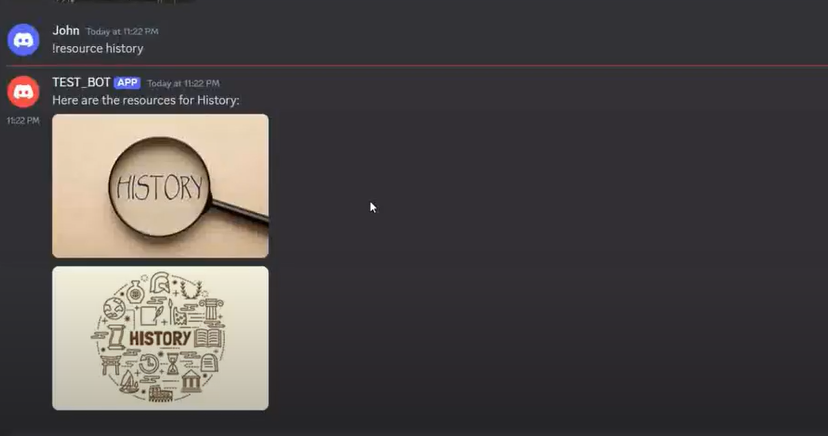 John Today at 11:22 PM
!resource history
TEST_BOT APP Today at 11:22 PM
Here are the resources for History:
11:22 PM
HISTORY
HISTORY